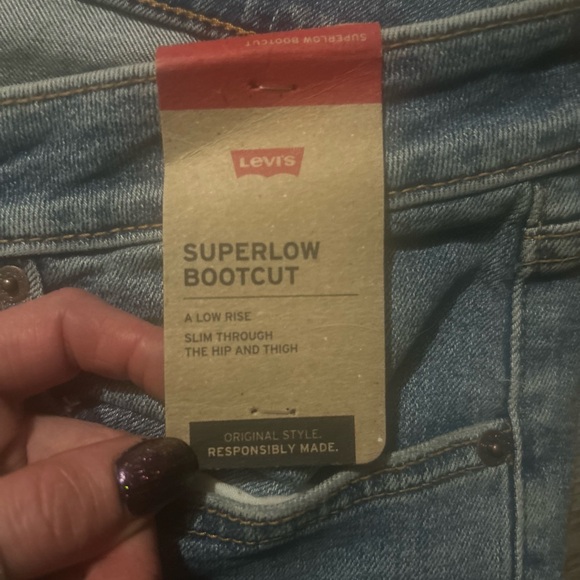 SUPERLOW BOOTCUT
LEVI'S
SUPERLOW
BOOTCUT
A LOW RISE
SLIM THROUGH
THE HIP AND THIGH
ORIGINAL STYLE.
RESPONSIBLY MADE.